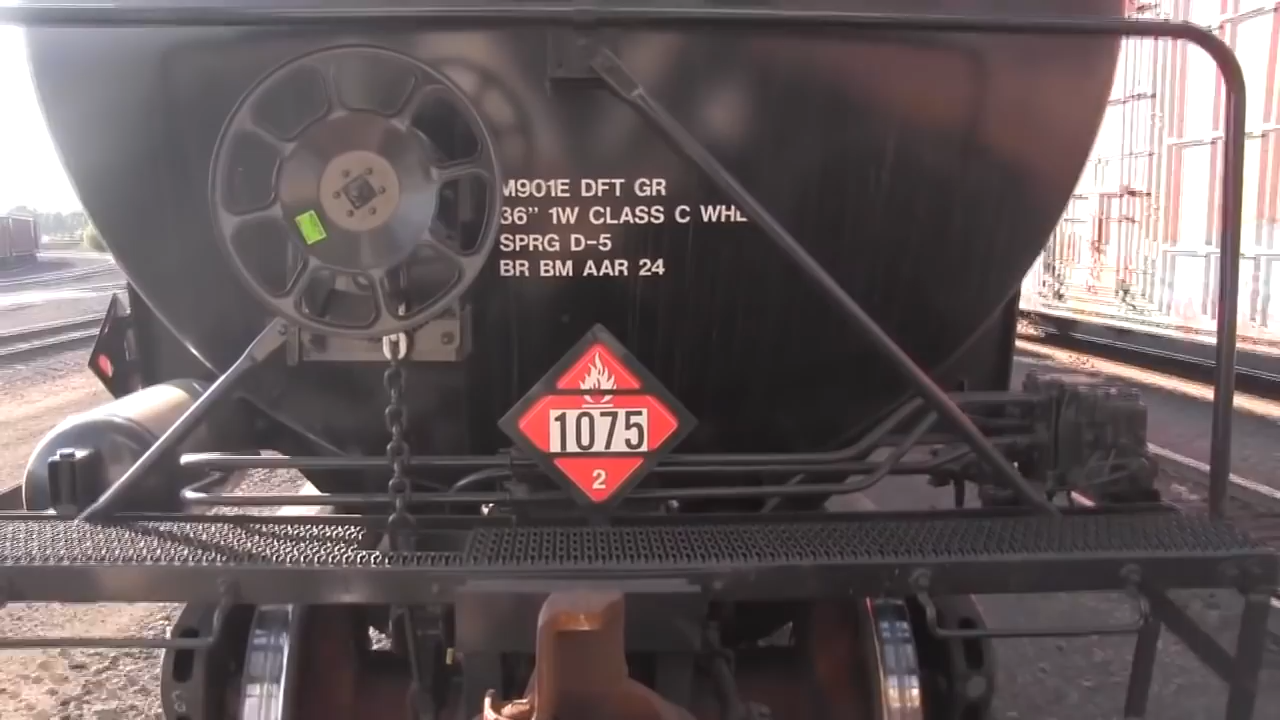 M901E DFT GR
36" 1W CLASS C WHL
SPRG D-5
BR BM AAR 24
1075
2